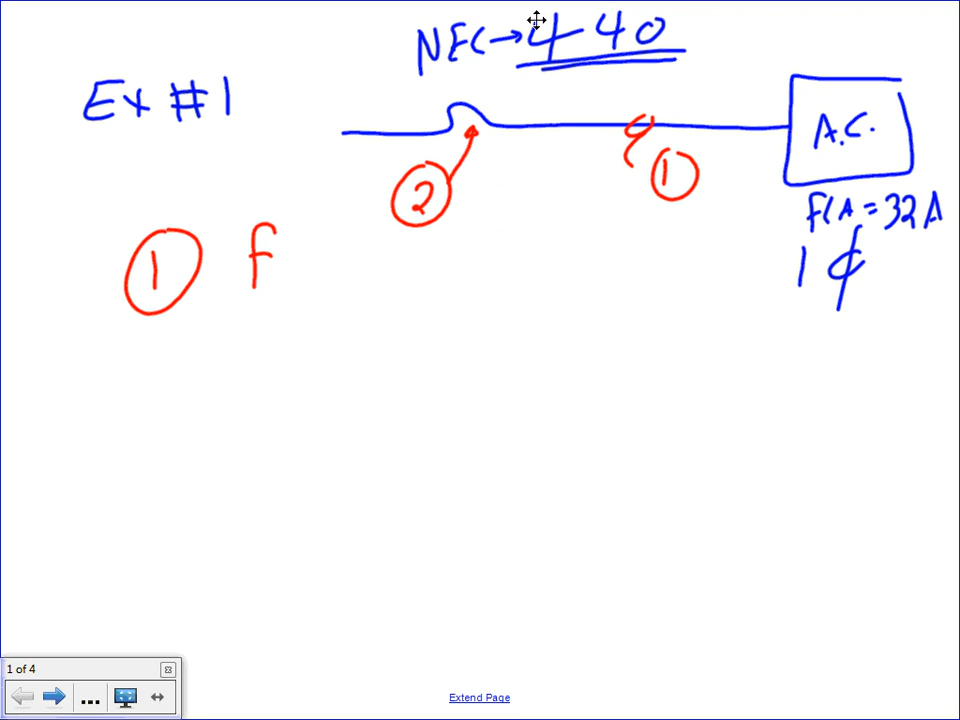 NEC → 440
Ex #1
A.C.
2
1
FLA = 32 A
1 F
1 ¢
1 of 4
...
Extend Page